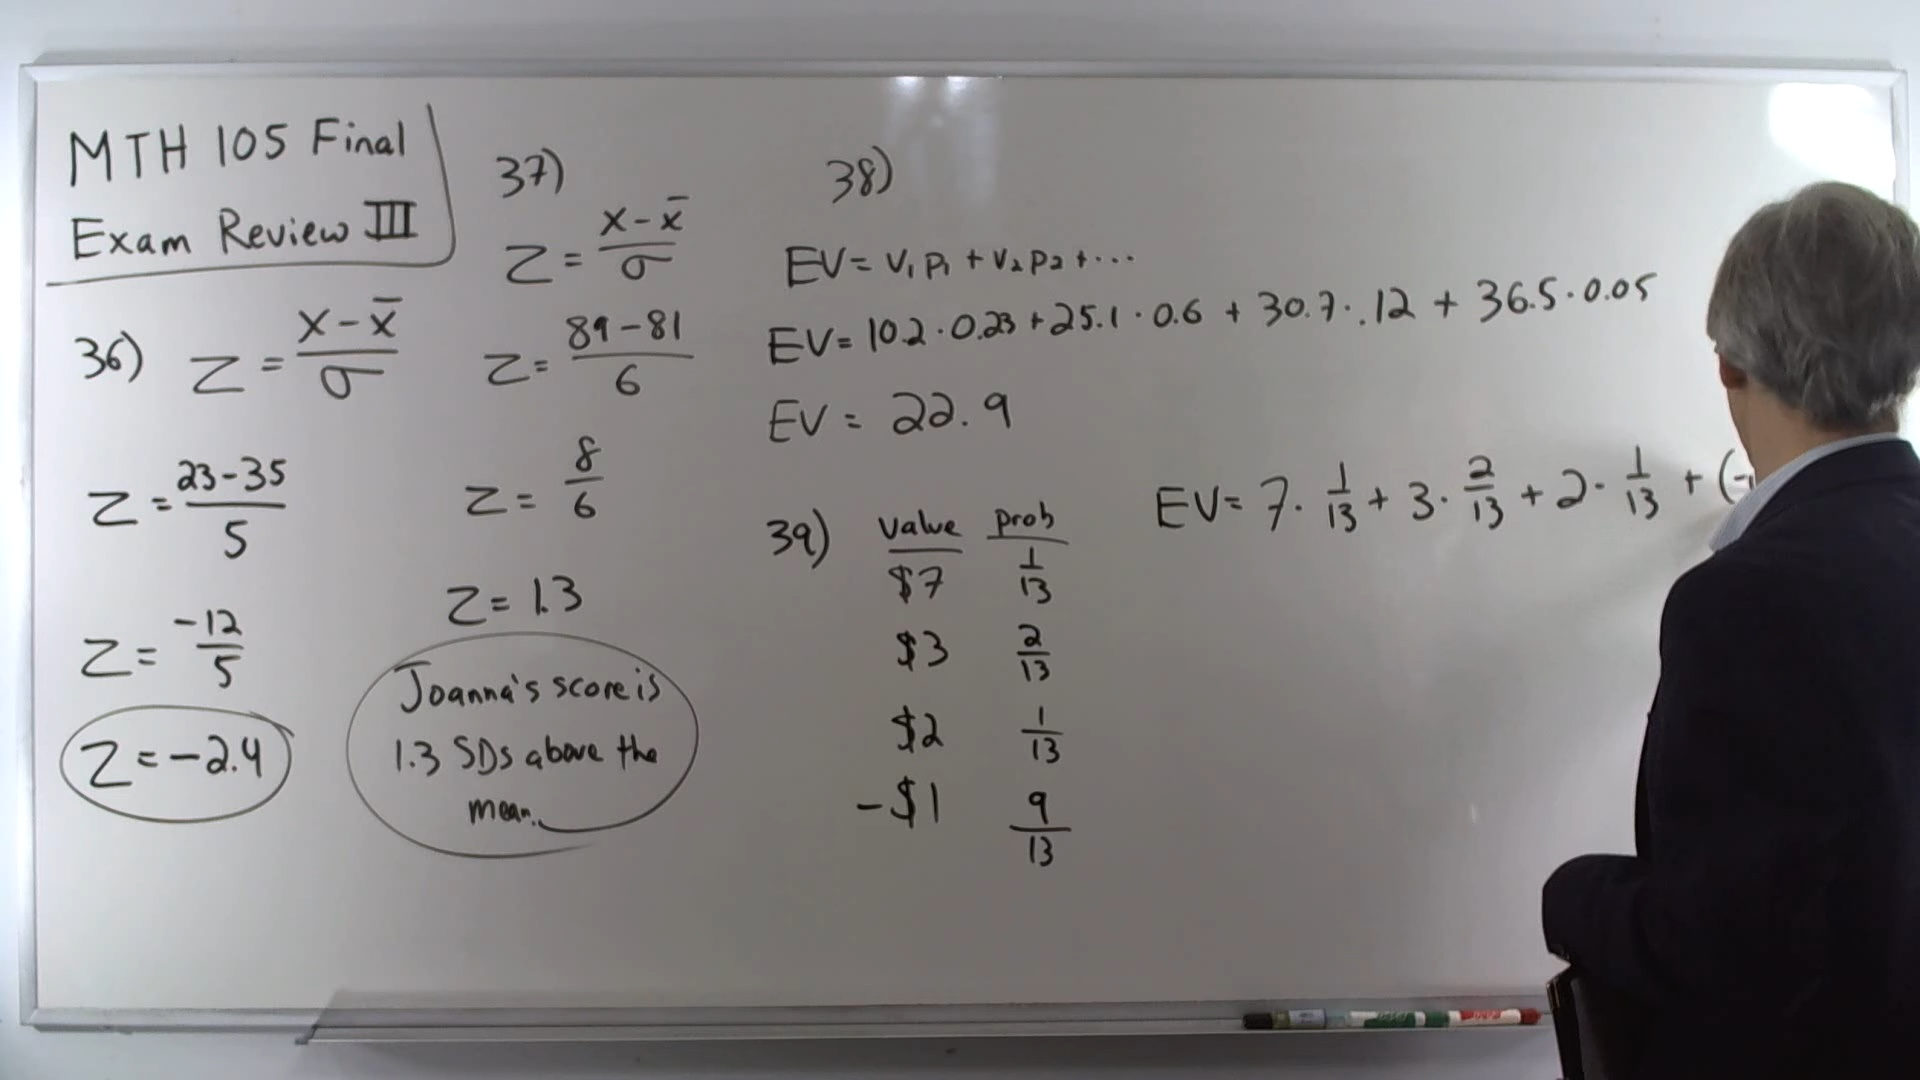 MTH 105 Final
Exam Review III
36) Z = (x - x̄)/σ
Z = (23-35)/5
Z = -12/5
Z = -2.4
37)
Z = (x - x̄)/σ
Z = (89-81)/6
Z = 8/6
Z = 1.3
Joanna's score is
1.3 SDs above the
mean.
38)
EV = v₁p₁ + v₂p₂ + ...
EV = 10.2 · 0.23 + 25.1 · 0.6 + 30.7 · .12 + 36.5 · 0.05
EV = 22.9
39) value prob
$7 1/13
$3 2/13
$2 1/13
-$1 9/13
EV = 7 · 1/13 + 3 · 2/13 + 2 · 1/13 + (-